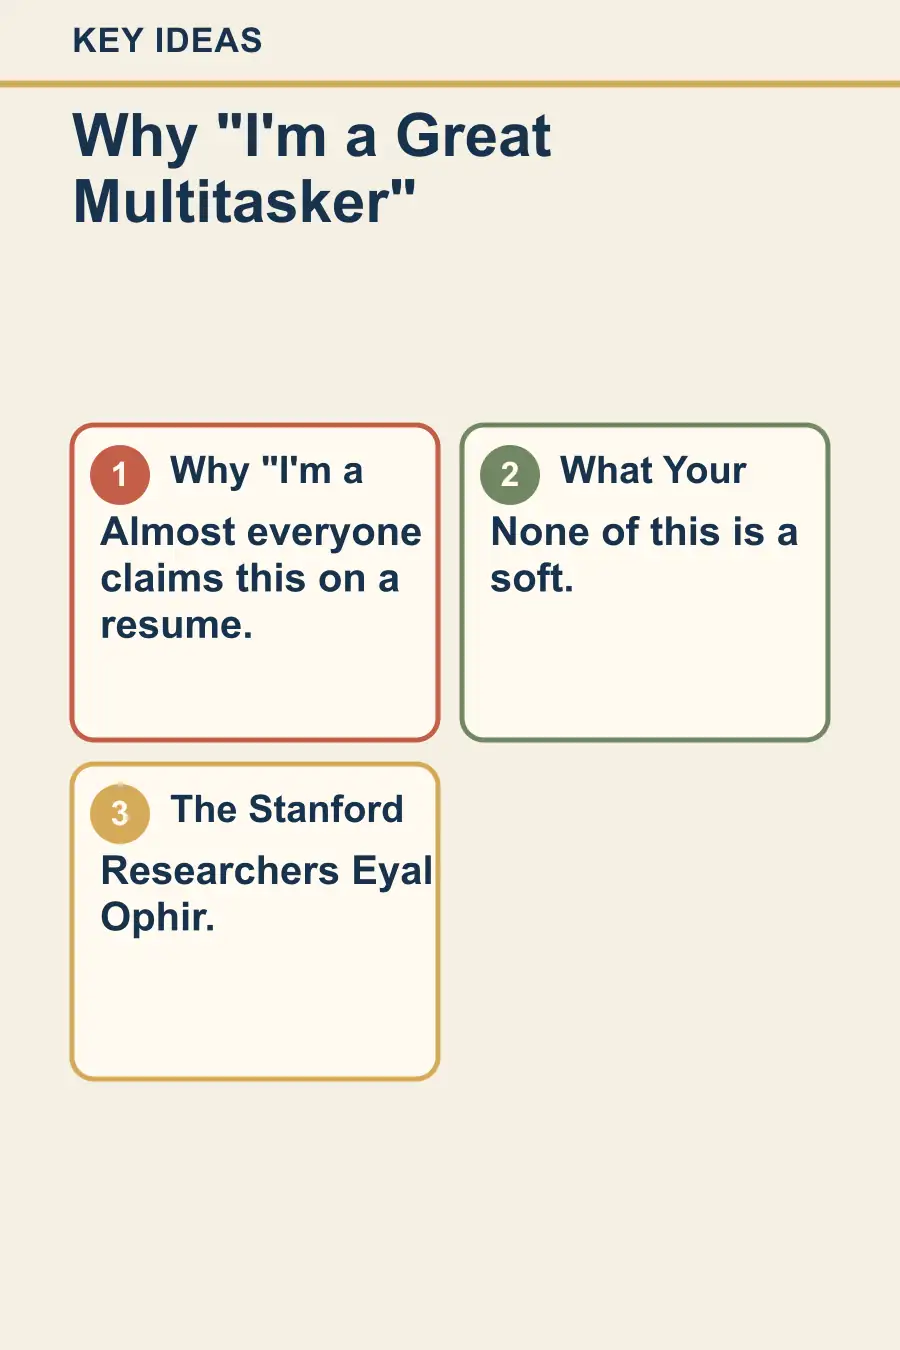 KEY IDEAS
Why "I'm a Great
Multitasker"
1 Why "I'm a
Almost everyone
claims this on a
resume.
2 What Your
None of this is a
soft.
3 The Stanford
Researchers Eyal
Ophir.